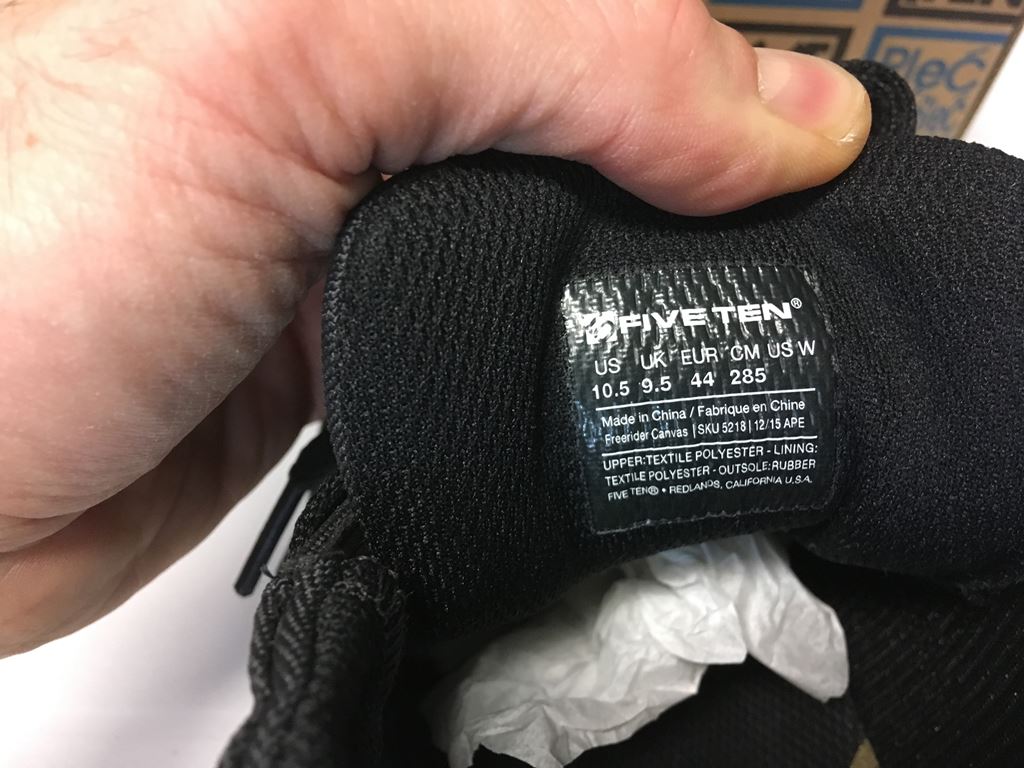 PleC
FIVE TEN®
US UK EUR CM US W
10.5 9.5 44 285
Made in China / Fabrique en Chine
Freerider Canvas | SKU 5218 | 12/15 APE
UPPER:TEXTILE POLYESTER - LINING:
TEXTILE POLYESTER - OUTSOLE:RUBBER
FIVE TEN® • REDLANDS, CALIFORNIA U.S.A.